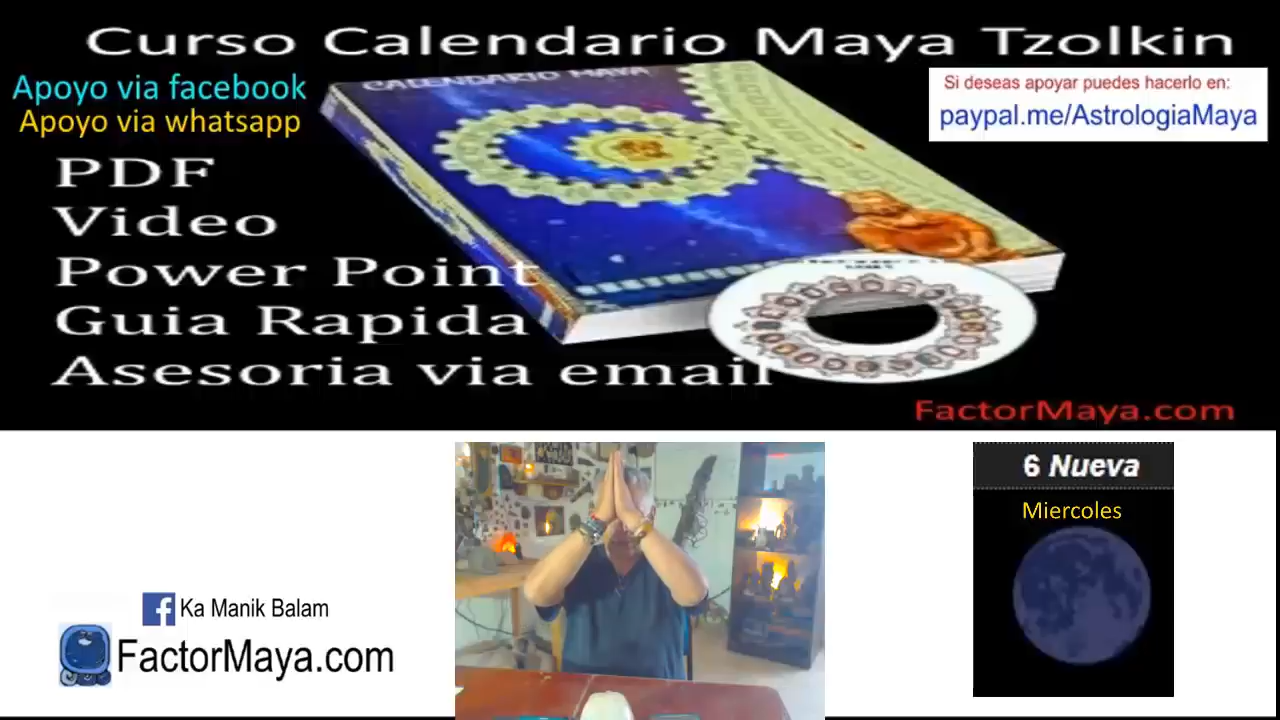 Curso Calendario Maya Tzolkin
Apoyo via facebook
Apoyo via whatsapp
Si deseas apoyar puedes hacerlo en:
paypal.me/AstrologiaMaya
CALENDARIO MAYA
PDF
Video
Power Point
Guia Rapida
Asesoria via email
FactorMaya.com
6 Nueva
Miercoles
Ka Manik Balam
FactorMaya.com